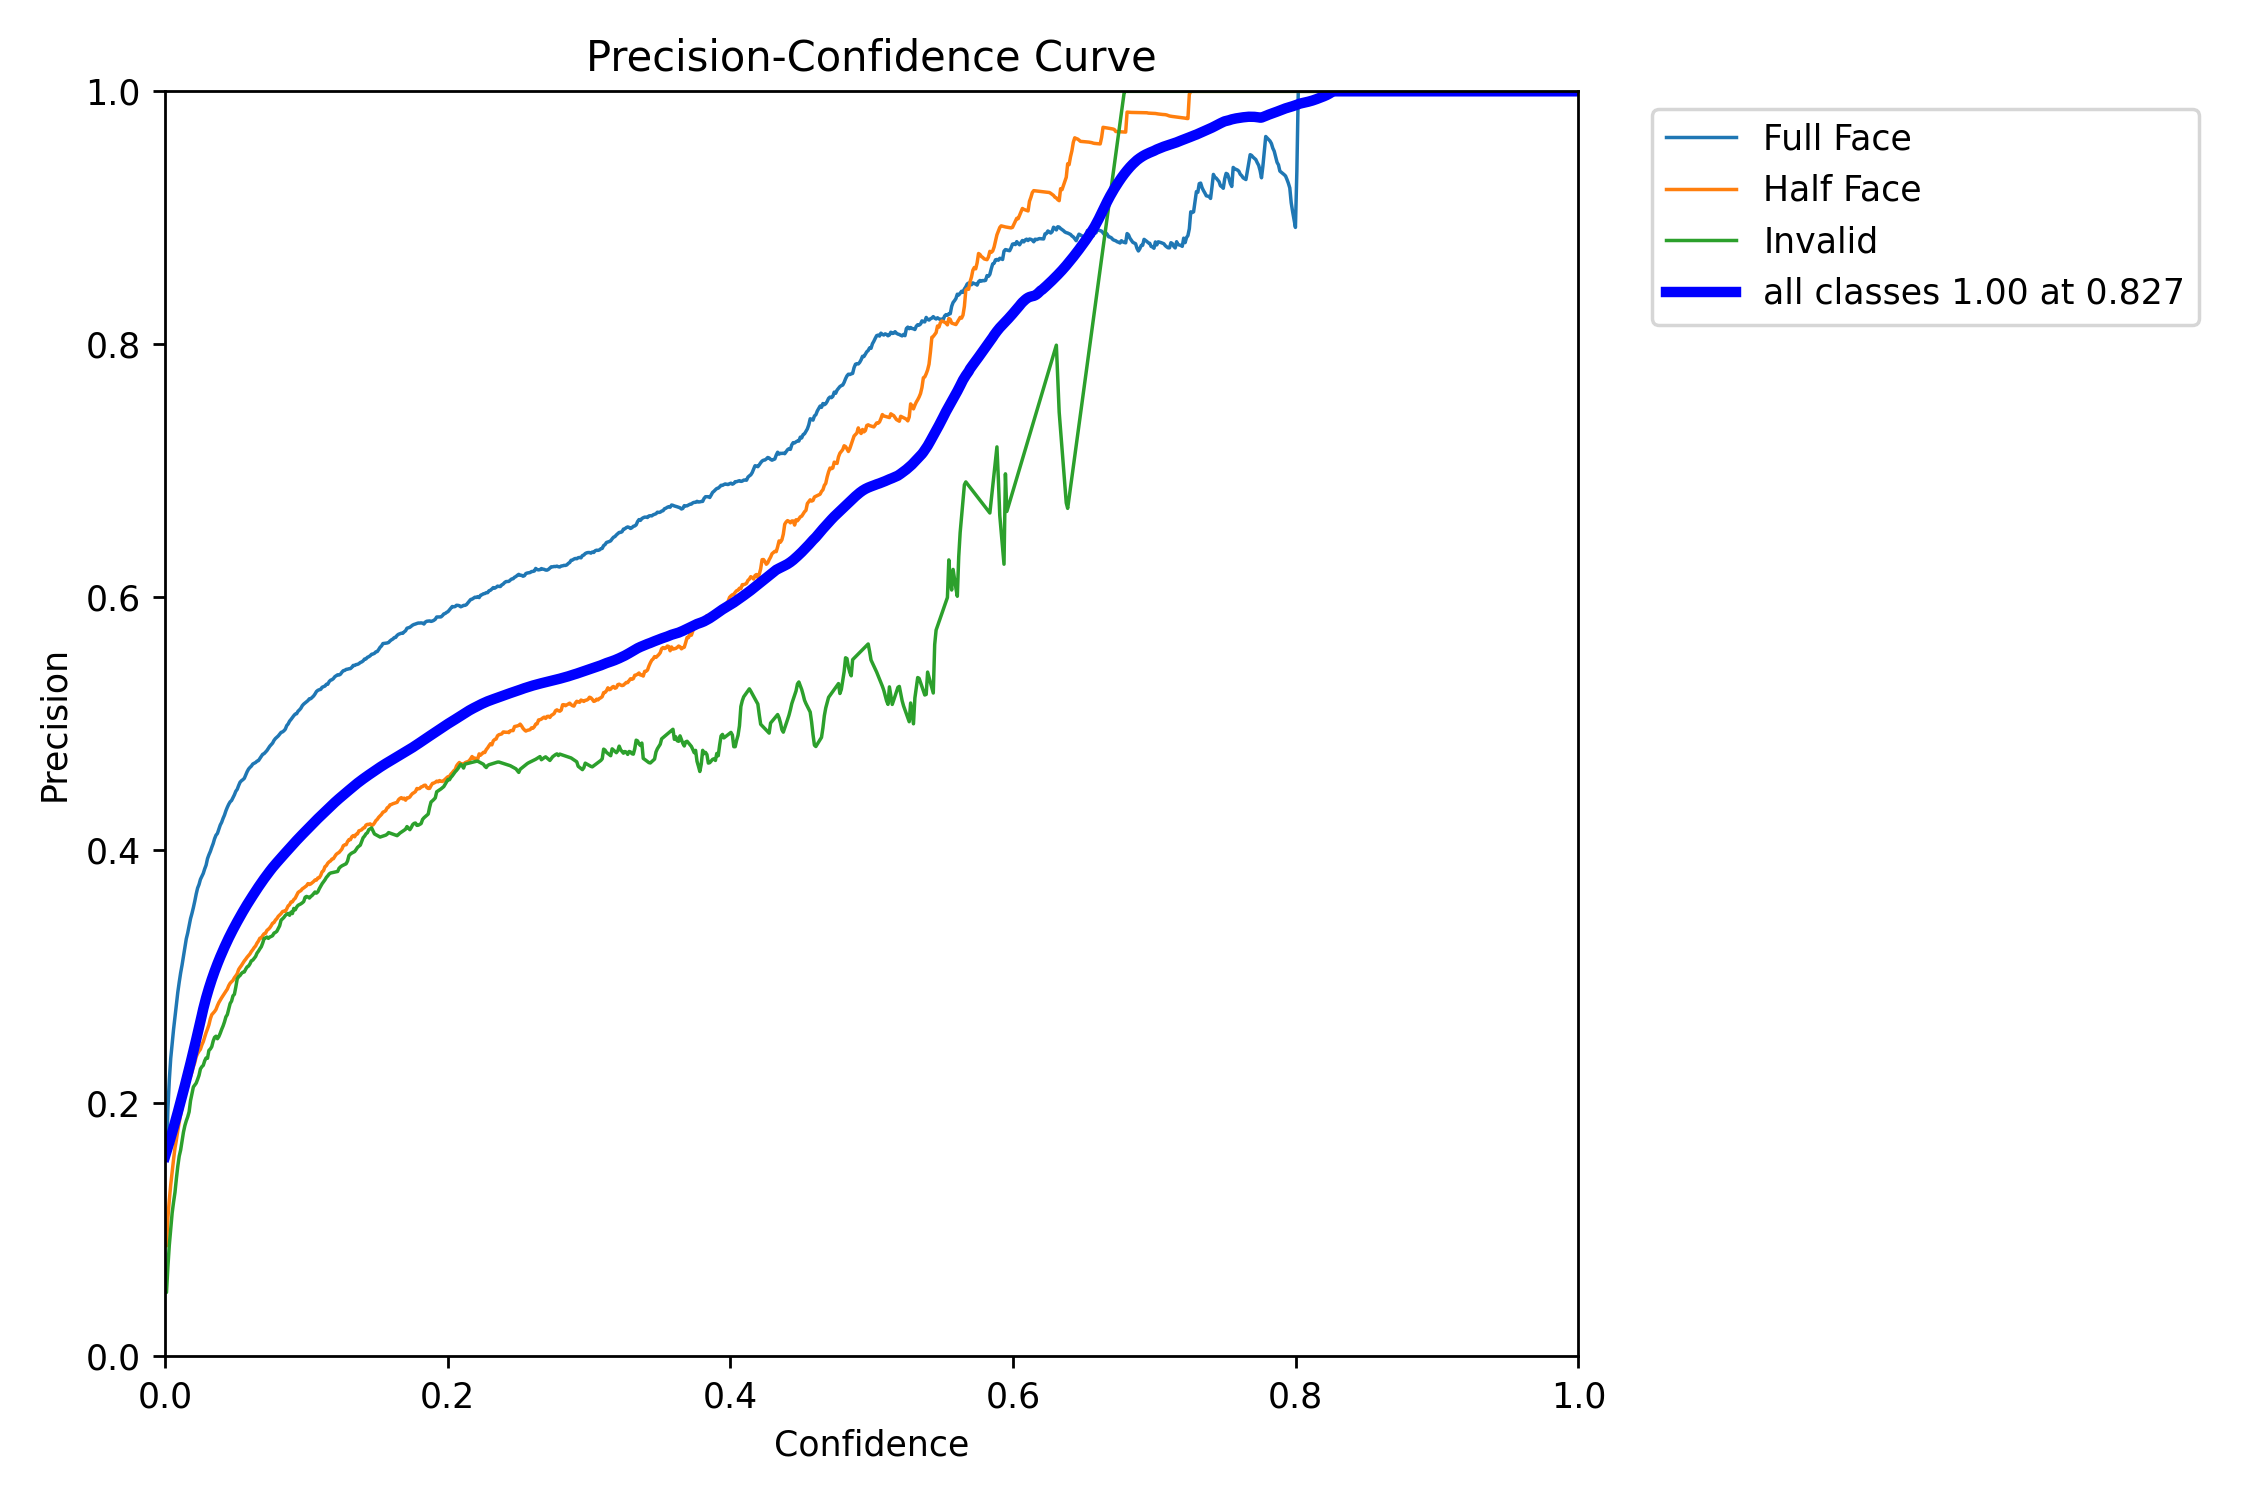 Precision-Confidence Curve
1.0
0.8
0.6
0.4
0.2
0.0
Precision
0.0 0.2 0.4 0.6 0.8 1.0
Confidence
Full Face
Half Face
Invalid
all classes 1.00 at 0.827